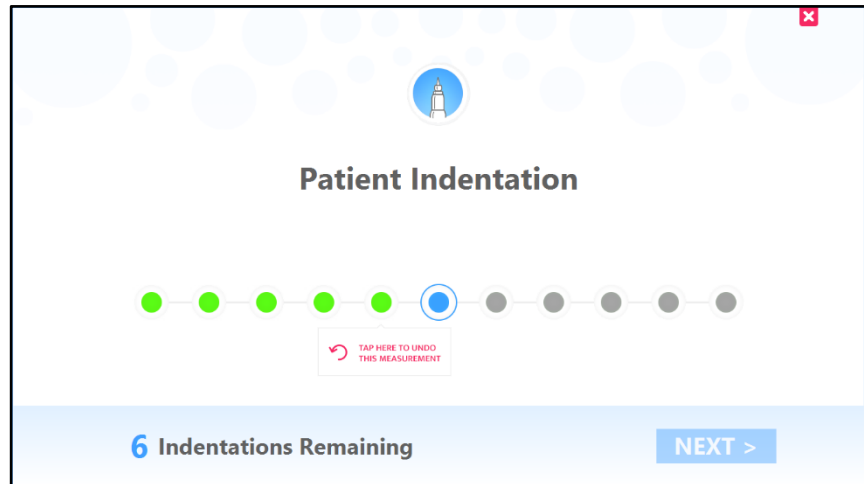 Patient Indentation
TAP HERE TO UNDO
THIS MEASUREMENT
6 Indentations Remaining
NEXT >